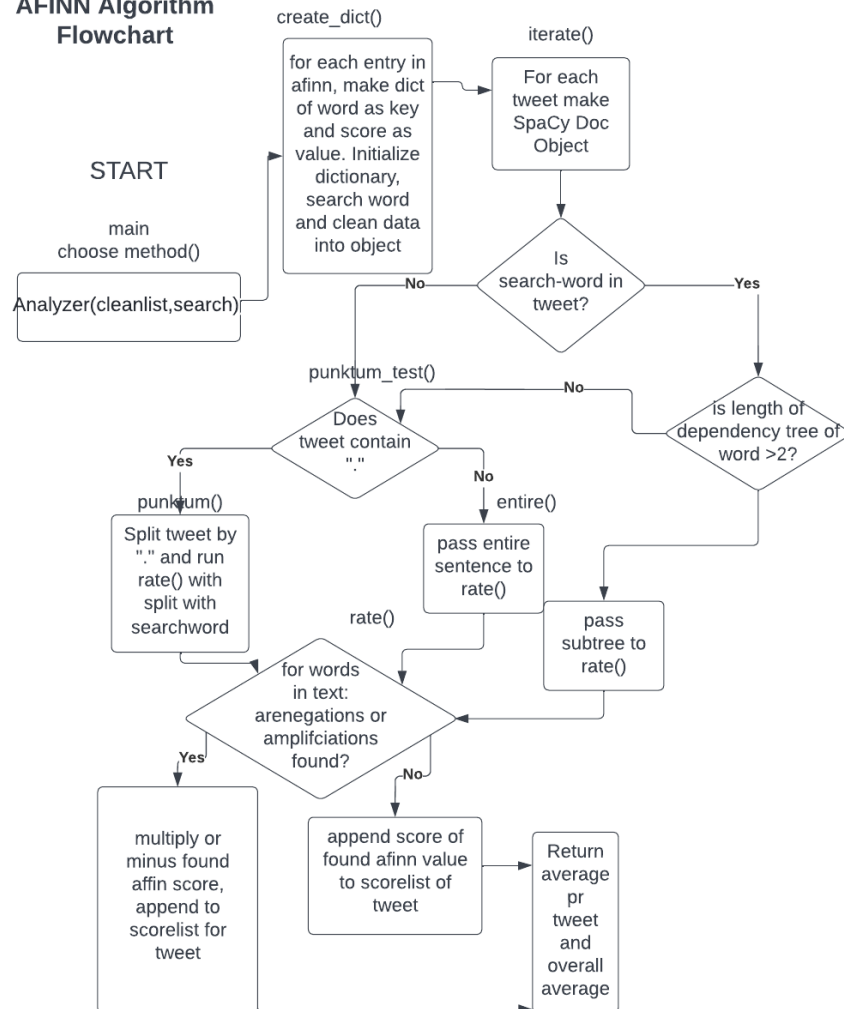 AFINN Algorithm
Flowchart
create_dict()
for each entry in
afinn, make dict
of word as key
and score as
value. Initialize
dictionary,
search word
and clean data
into object
iterate()
For each
tweet make
SpaCy Doc
Object
START
main
choose method()
Analyzer(cleanlist,search)
Is
search-word in
tweet?
No
Yes
punktum_test()
Does
tweet contain
"."
No
is length of
dependency tree of
word >2?
Yes
No
punktum()
Split tweet by
"." and run
rate() with
split with
searchword
entire()
pass entire
sentence to
rate()
pass
subtree to
rate()
rate()
for words
in text:
arenegations or
amplifciations
found?
Yes
No
multiply or
minus found
affin score,
append to
scorelist for
tweet
append score of
found afinn value
to scorelist of
tweet
Return
average
pr
tweet
and
overall
average